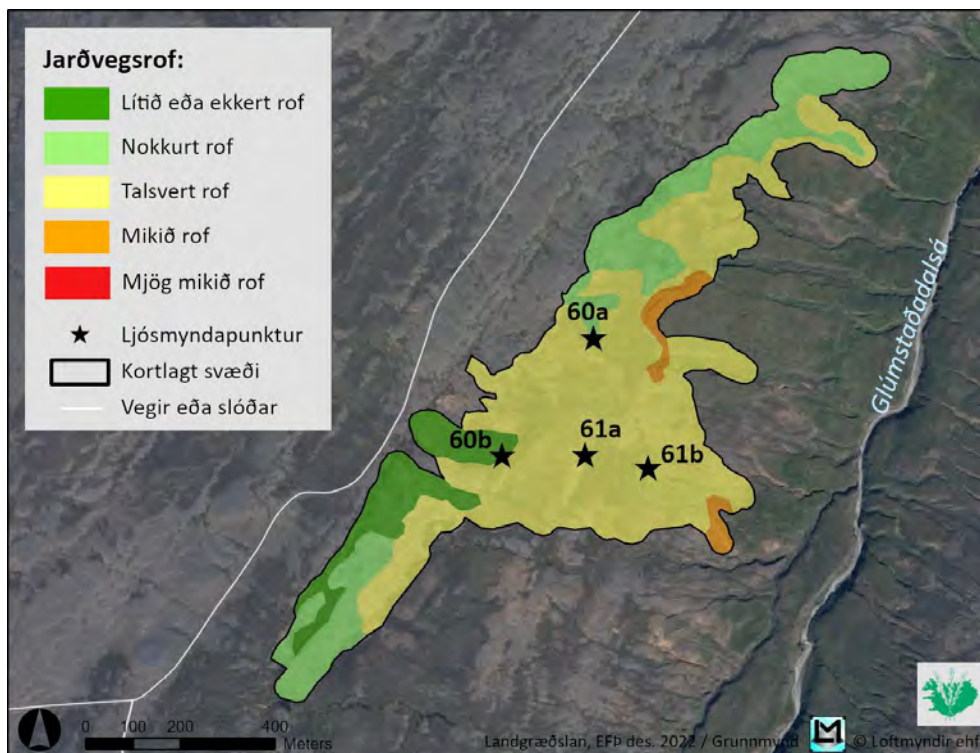 Jarðvegsrof:
Lítið eða ekkert rof
Nokkurt rof
Talsvert rof
Mikið rof
Mjög mikið rof
Ljósmyndapunktur
Kortlagt svæði
Vegir eða slóðar
60a
60b
61a
61b
Glúmstaðadalsá
0 100 200 400
Meters
Landgræðslan, EFÞ des. 2022 / Grunnmynd © Loftmyndir ehf